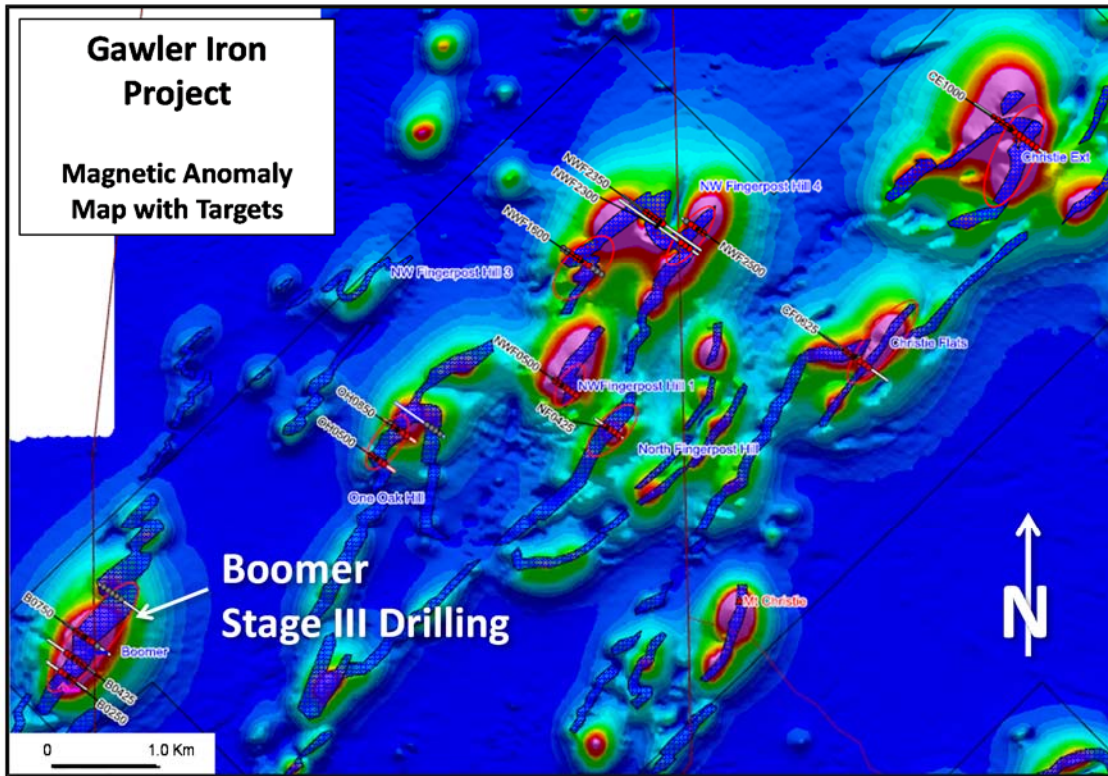 Gawler Iron
Project
Magnetic Anomaly
Map with Targets
CE1000
Christie Ext
NWF2350
NWF2300
NW Fingerpost Hill 4
NWF1600
NWF2500
NW Fingerpost Hill 3
CF0625
Christie Flats
NWF0500
NWFingerpost Hill 1
NF0425
North Fingerpost Hill
OH0850
OH0500
One Oak Hill
Boomer
Stage III Drilling
Mt Christie
N
B0750
Boomer
B0425
B0250
0 1.0 Km